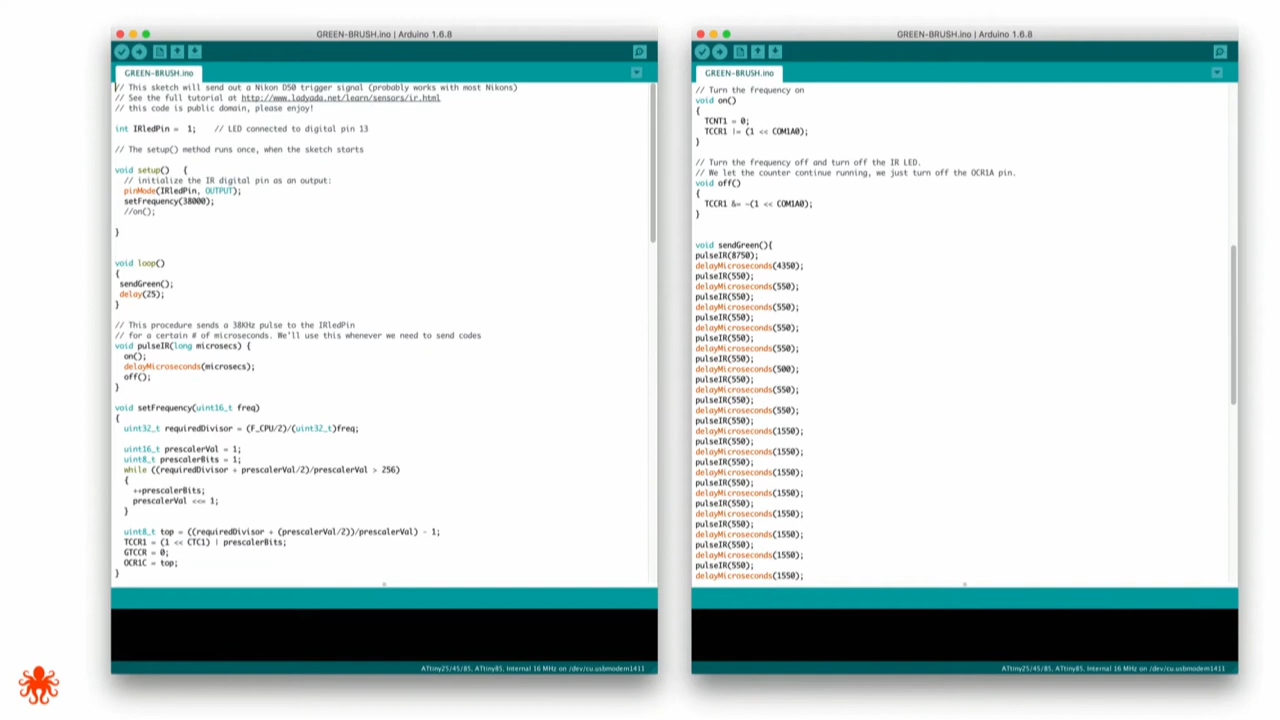 GREEN-BRUSH.ino | Arduino 1.6.8
GREEN-BRUSH.ino
// This sketch will send out a Nikon D50 trigger signal (probably works with most Nikons)
// See the full tutorial at http://www.ladyada.net/learn/sensors/ir.html
// this code is public domain, please enjoy!
int IRledPin =  1;    // LED connected to digital pin 13
// The setup() method runs once, when the sketch starts
void setup()   {
// initialize the IR digital pin as an output:
pinMode(IRledPin, OUTPUT);
setFrequency(38000);
//on();
}
void loop()
{
sendGreen();
delay(25);
}
// This procedure sends a 38KHz pulse to the IRledPin
// for a certain # of microseconds. We'll use this whenever we need to send codes
void pulseIR(long microsecs) {
on();
delayMicroseconds(microsecs);
off();
}
void setFrequency(uint16_t freq)
{
uint32_t requiredDivisor = (F_CPU/2)/(uint32_t)freq;
uint16_t prescalerVal = 1;
uint8_t prescalerBits = 1;
while ((requiredDivisor + prescalerVal/2)/prescalerVal > 256)
{
++prescalerBits;
prescalerVal <<= 1;
}
uint8_t top = ((requiredDivisor + (prescalerVal/2))/prescalerVal) - 1;
TCCR1 = (1 << CTC1) | prescalerBits;
GTCCR = 0;
OCR1C = top;
}
ATtiny25/45/85, ATtiny85, Internal 16 MHz on /dev/cu.usbmodem1411
GREEN-BRUSH.ino | Arduino 1.6.8
GREEN-BRUSH.ino
// Turn the frequency on
void on()
{
TCNT1 = 0;
TCCR1 |= (1 << COM1A0);
}
// Turn the frequency off and turn off the IR LED.
// We let the counter continue running, we just turn off the OCR1A pin.
void off()
{
TCCR1 &= ~(1 << COM1A0);
}
void sendGreen(){
pulseIR(8750);
delayMicroseconds(4350);
pulseIR(550);
delayMicroseconds(550);
pulseIR(550);
delayMicroseconds(550);
pulseIR(550);
delayMicroseconds(550);
pulseIR(550);
delayMicroseconds(550);
pulseIR(550);
delayMicroseconds(500);
pulseIR(550);
delayMicroseconds(550);
pulseIR(550);
delayMicroseconds(550);
pulseIR(550);
delayMicroseconds(1550);
pulseIR(550);
delayMicroseconds(1550);
pulseIR(550);
delayMicroseconds(1550);
pulseIR(550);
delayMicroseconds(1550);
pulseIR(550);
delayMicroseconds(1550);
pulseIR(550);
delayMicroseconds(1550);
pulseIR(550);
delayMicroseconds(1550);
pulseIR(550);
delayMicroseconds(1550);
ATtiny25/45/85, ATtiny85, Internal 16 MHz on /dev/cu.usbmodem1411